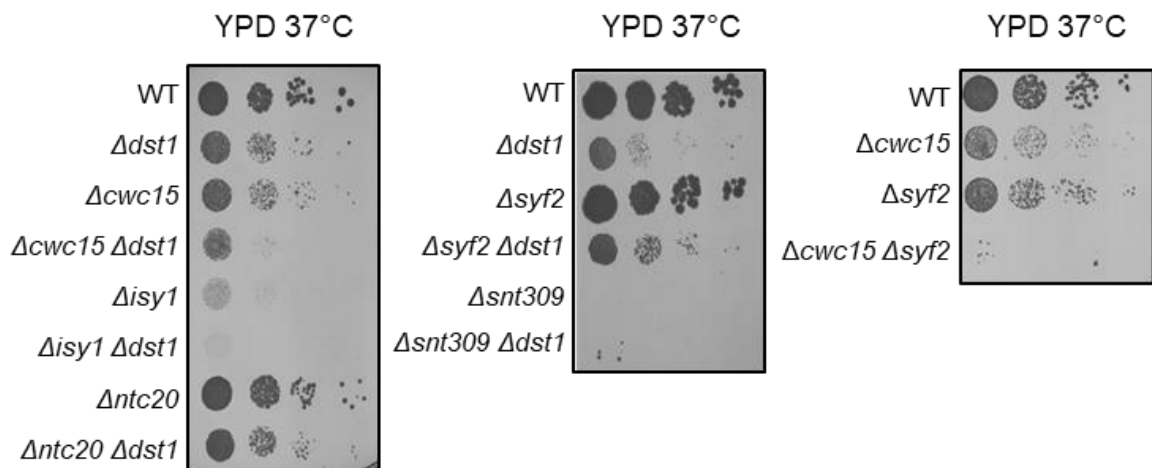 YPD 37°C
WT
Δdst1
Δcwc15
Δcwc15 Δdst1
Δisy1
Δisy1 Δdst1
Δntc20
Δntc20 Δdst1
YPD 37°C
WT
Δdst1
Δsyf2
Δsyf2 Δdst1
Δsnt309
Δsnt309 Δdst1
YPD 37°C
WT
Δcwc15
Δsyf2
Δcwc15 Δsyf2